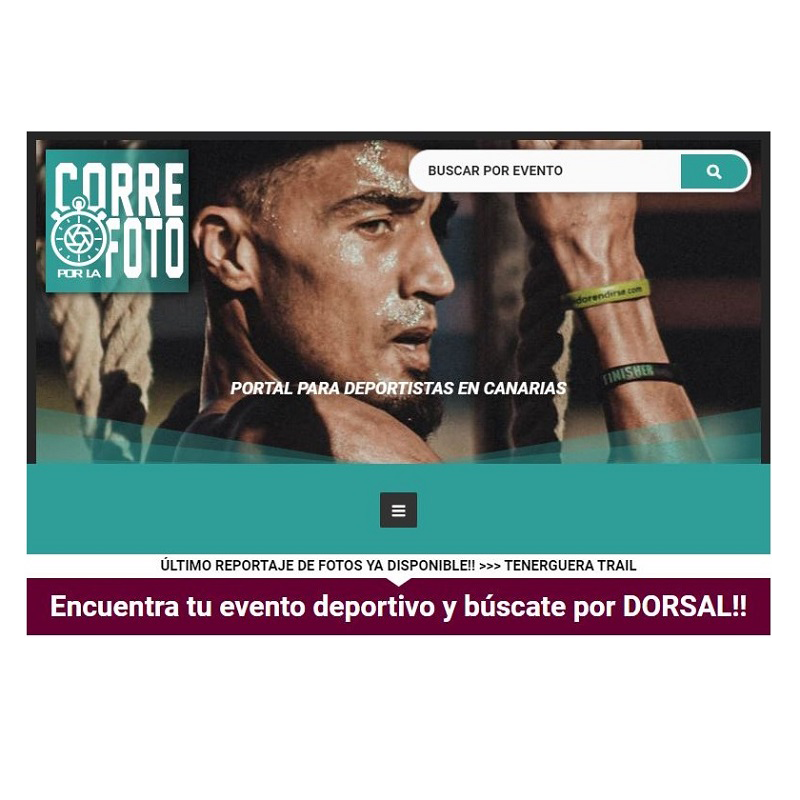 CORRE
POR LA FOTO
BUSCAR POR EVENTO
dorendirse.com
FINISHER
PORTAL PARA DEPORTISTAS EN CANARIAS
ÚLTIMO REPORTAJE DE FOTOS YA DISPONIBLE!! >>> TENERGUERA TRAIL
Encuentra tu evento deportivo y búscate por DORSAL!!